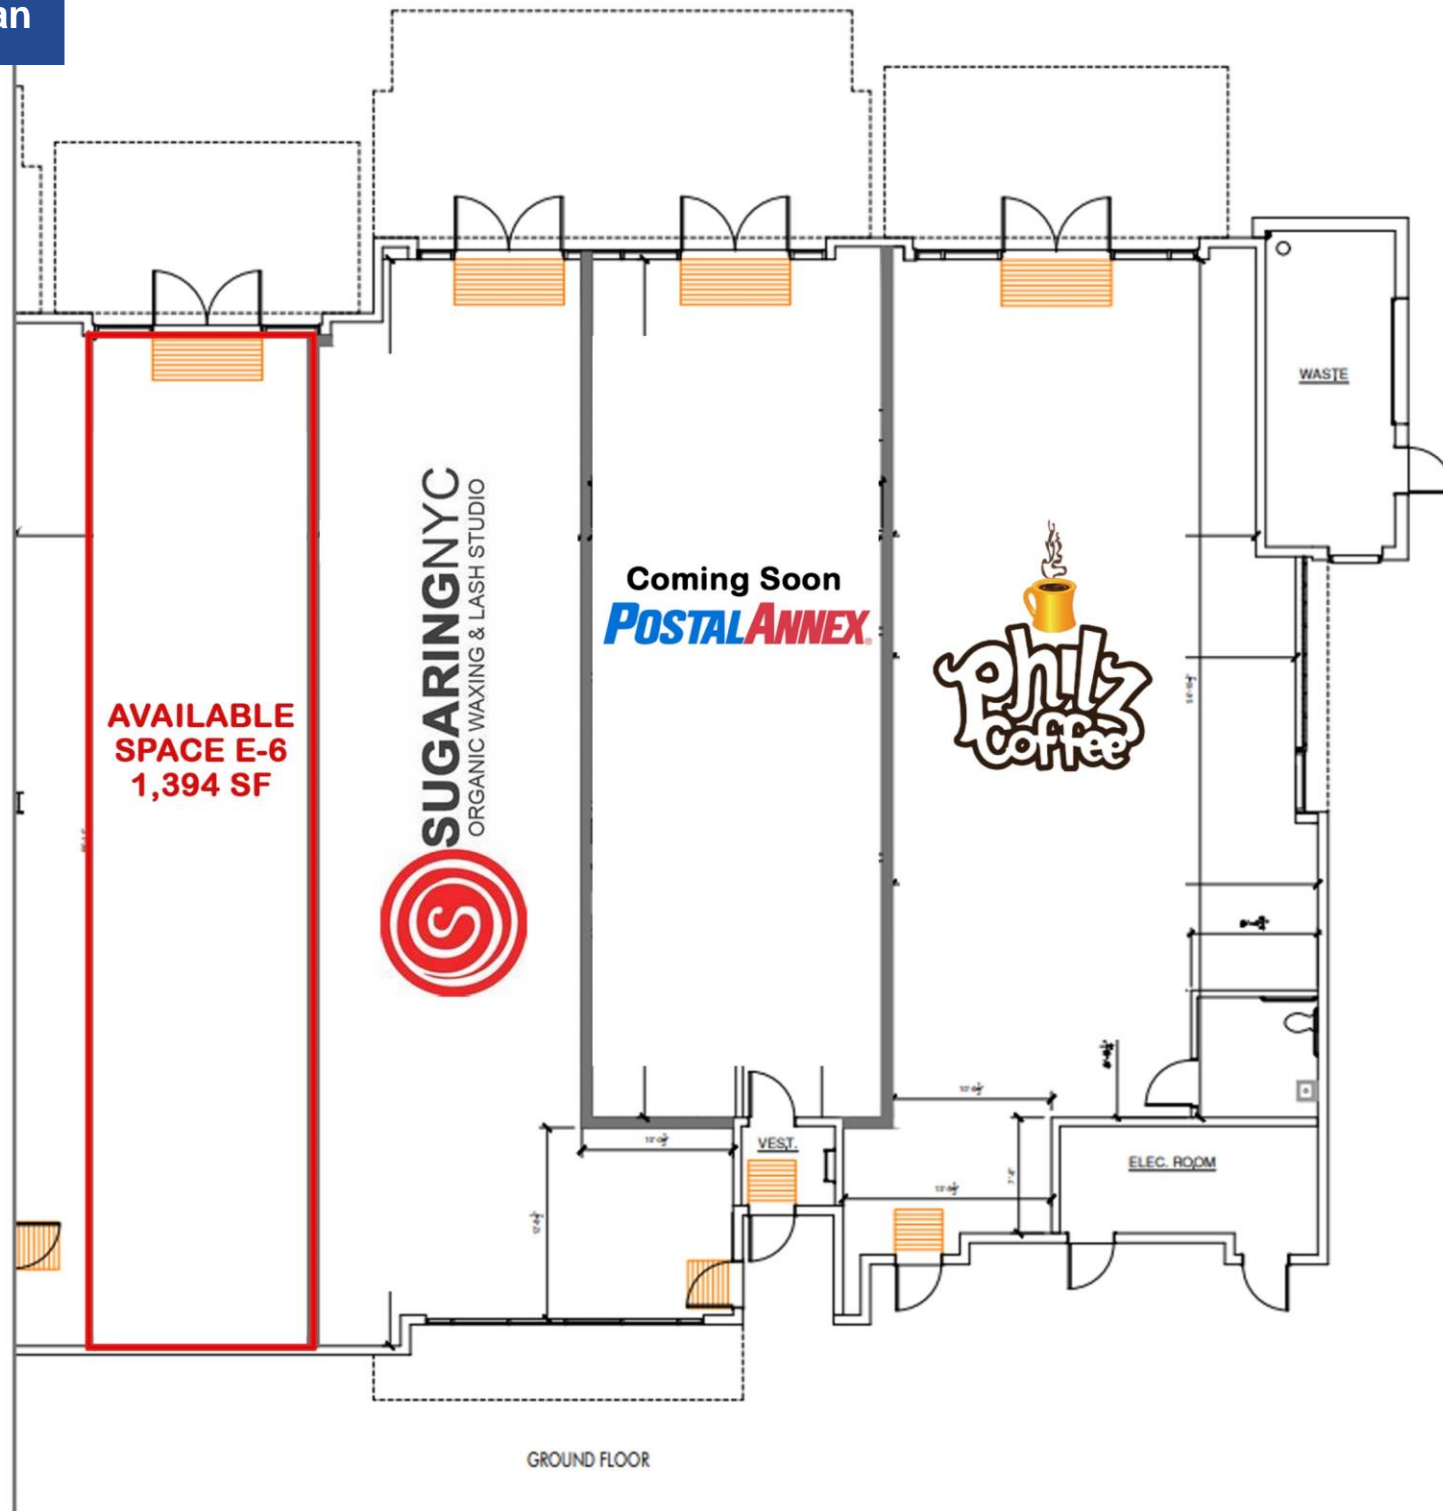 an
WASTE
SUGARINGNYC
ORGANIC WAXING & LASH STUDIO
Coming Soon
POSTALANNEX
Philz
Coffee
AVAILABLE
SPACE E-6
1,394 SF
VEST.
ELEC. ROOM
GROUND FLOOR